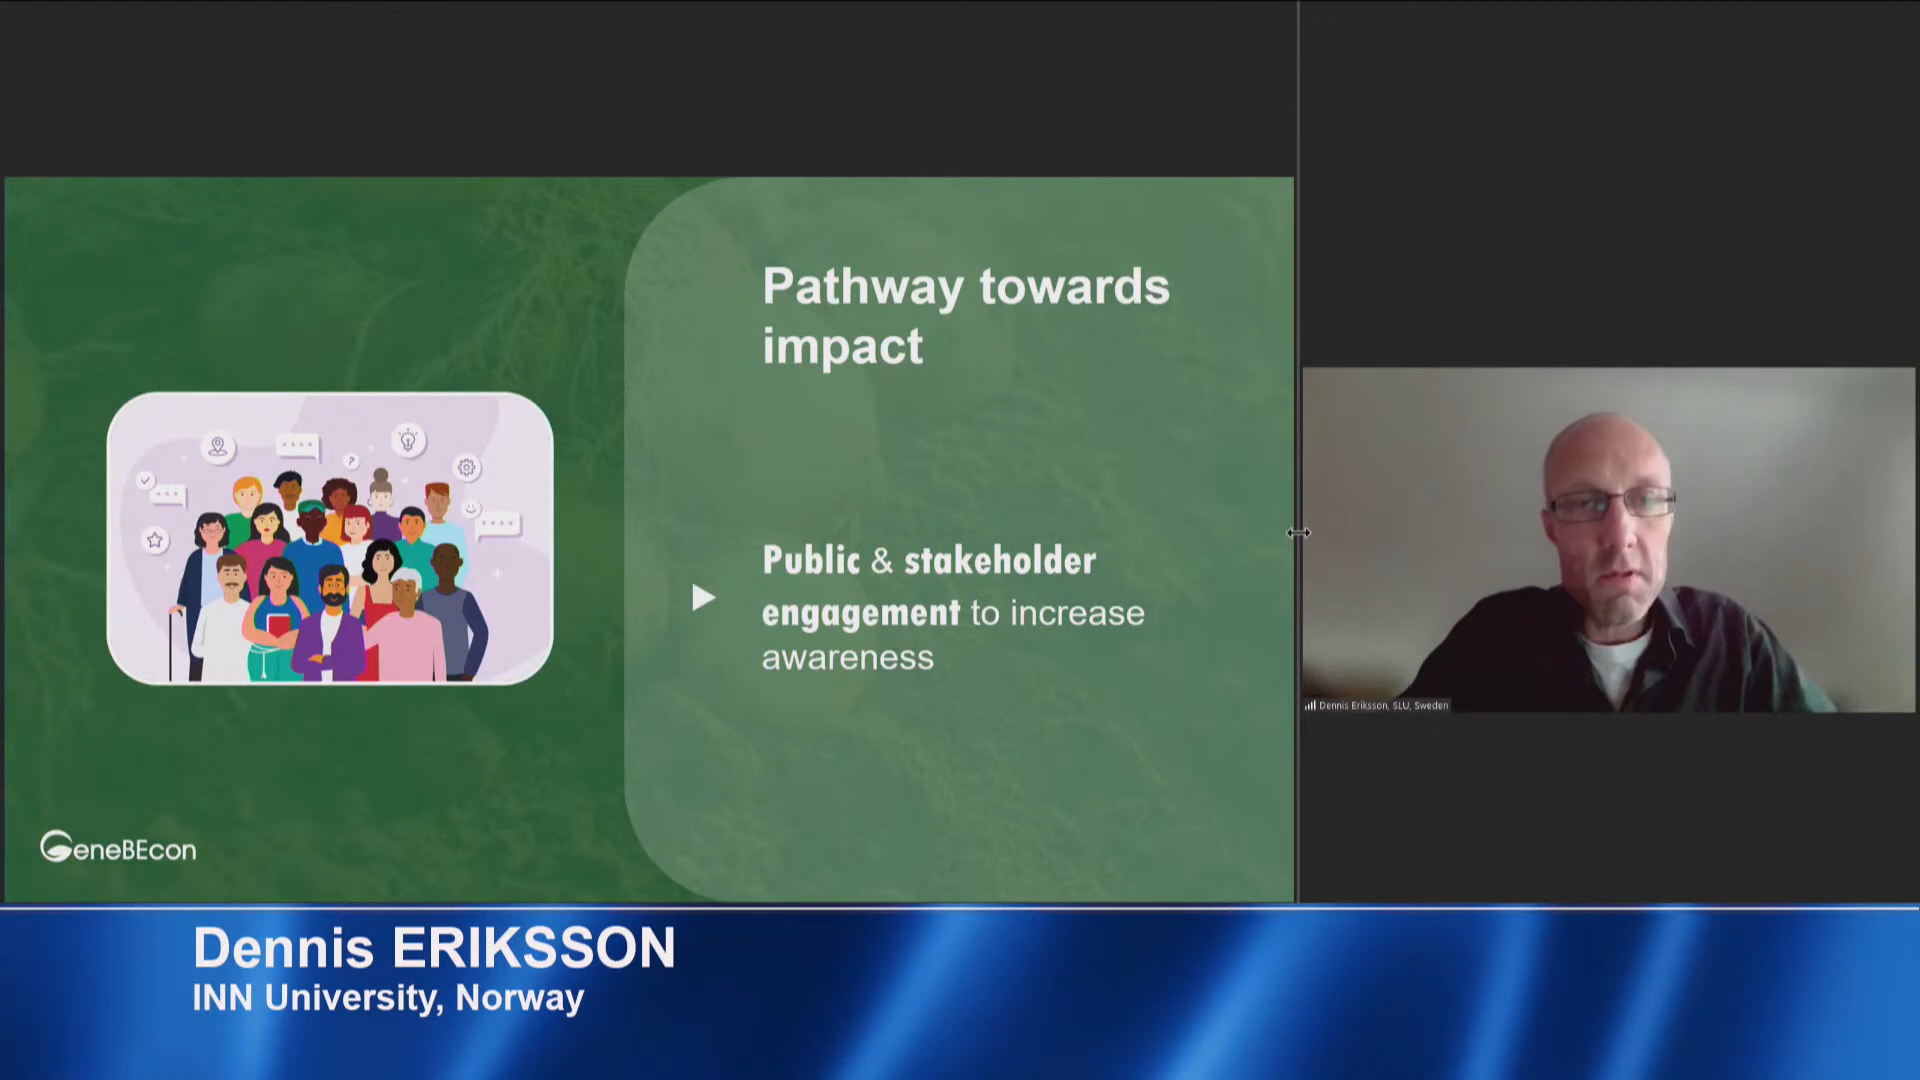 Pathway towards
impact
Public & stakeholder
engagement to increase
awareness
GeneBEcon
Dennis Eriksson, SLU, Sweden
Dennis ERIKSSON
INN University, Norway